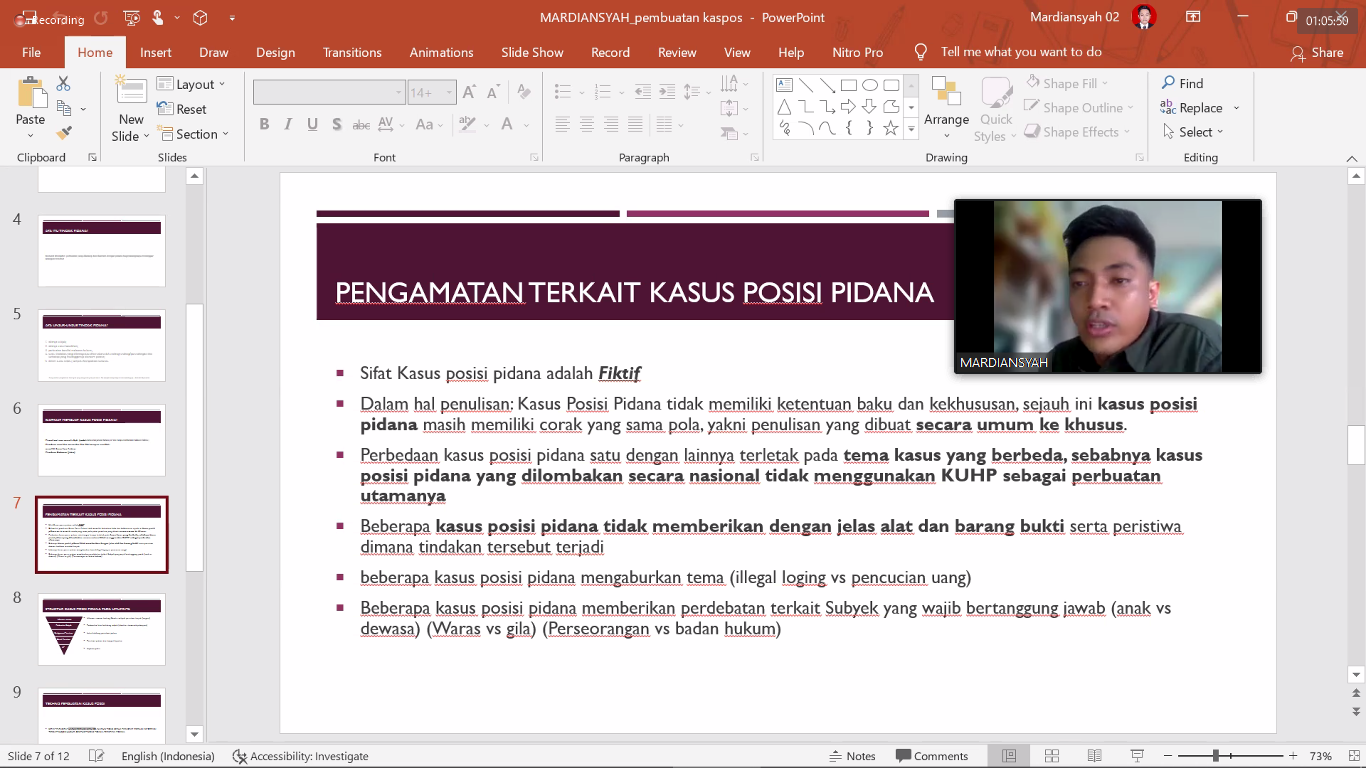 Recording
MARDIANSYAH_pembuatan kaspos - PowerPoint
Mardiansyah 02
01:05:50
File Home Insert Draw Design Transitions Animations Slide Show Record Review View Help Nitro Pro Tell me what you want to do Share
Paste
New Slide
Layout
Reset
Section
14+
Arrange
Quick Styles
Shape Fill
Shape Outline
Shape Effects
Find
Replace
Select
Clipboard Slides Font Paragraph Drawing Editing
4
5
6
7
8
9
PENGAMATAN TERKAIT KASUS POSISI PIDANA
MARDIANSYAH
Sifat Kasus posisi pidana adalah Fiktif
Dalam hal penulisan: Kasus Posisi Pidana tidak memiliki ketentuan baku dan kekhususan, sejauh ini kasus posisi
pidana masih memiliki corak yang sama pola, yakni penulisan yang dibuat secara umum ke khusus.
Perbedaan kasus posisi pidana satu dengan lainnya terletak pada tema kasus yang berbeda, sebabnya kasus
posisi pidana yang dilombakan secara nasional tidak menggunakan KUHP sebagai perbuatan
utamanya
Beberapa kasus posisi pidana tidak memberikan dengan jelas alat dan barang bukti serta peristiwa
dimana tindakan tersebut terjadi
beberapa kasus posisi pidana mengaburkan tema (illegal loging vs pencucian uang)
Beberapa kasus posisi pidana memberikan perdebatan terkait Subyek yang wajib bertanggung jawab (anak vs
dewasa) (Waras vs gila) (Perseorangan vs badan hukum)
Slide 7 of 12 English (Indonesia) Accessibility: Investigate Notes Comments 73%